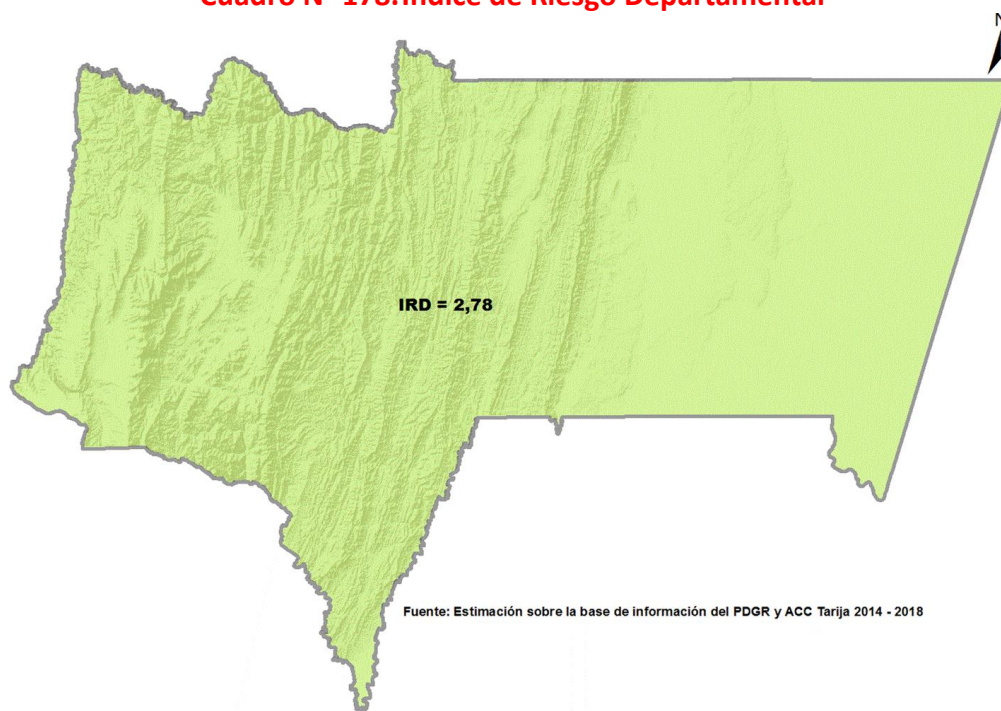 Cuadro N° 178.Índice de Riesgo Departamental
N
IRD = 2,78
Fuente: Estimación sobre la base de información del PDGR y ACC Tarija 2014 - 2018